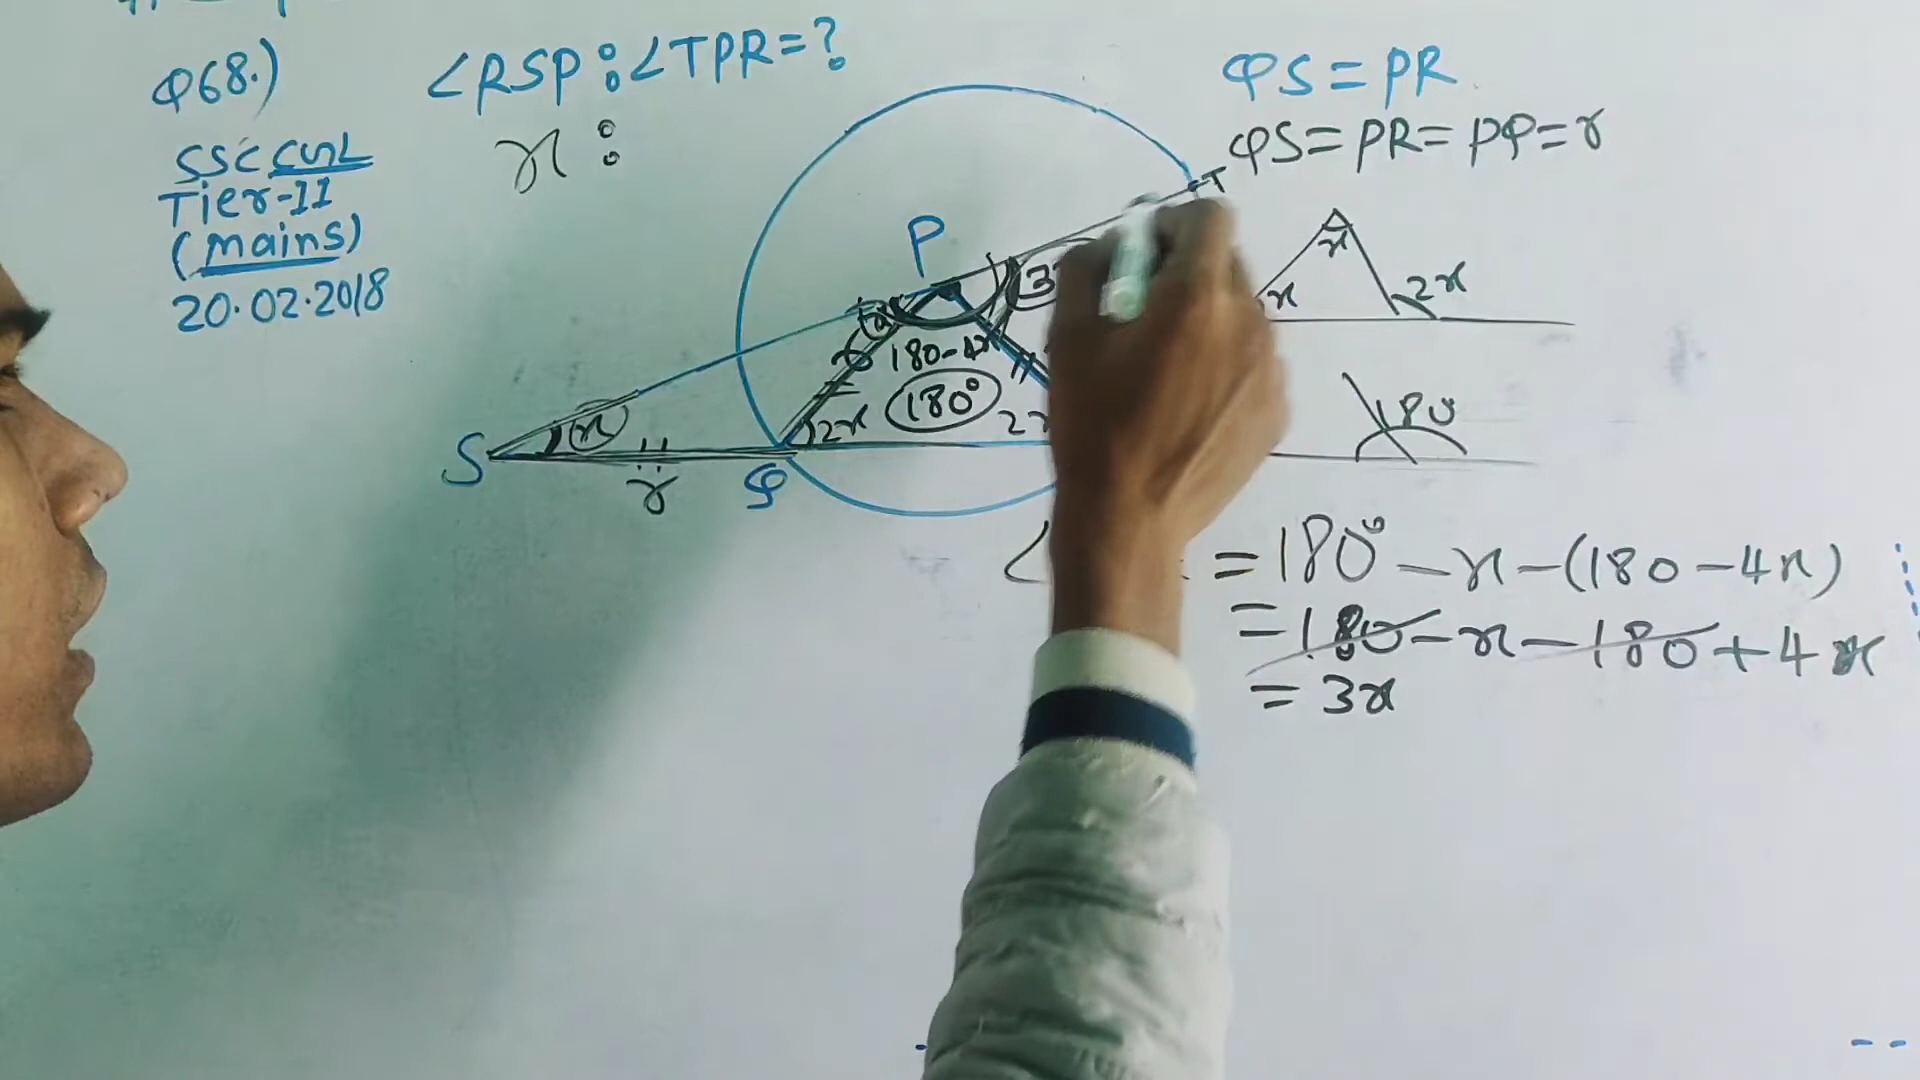 Q68.)
SSC CGL
Tier-II
(mains)
20.02.2018
∠RSP : ∠TPR = ?
x :
QS = PR
QS = PR = PQ = r
T
P
x
x
2x
x
180-4x
180°
2x
x
S
r
Q
180°
∠
= 180° - x - (180 - 4x)
= 180 - x - 180 + 4x
= 3x